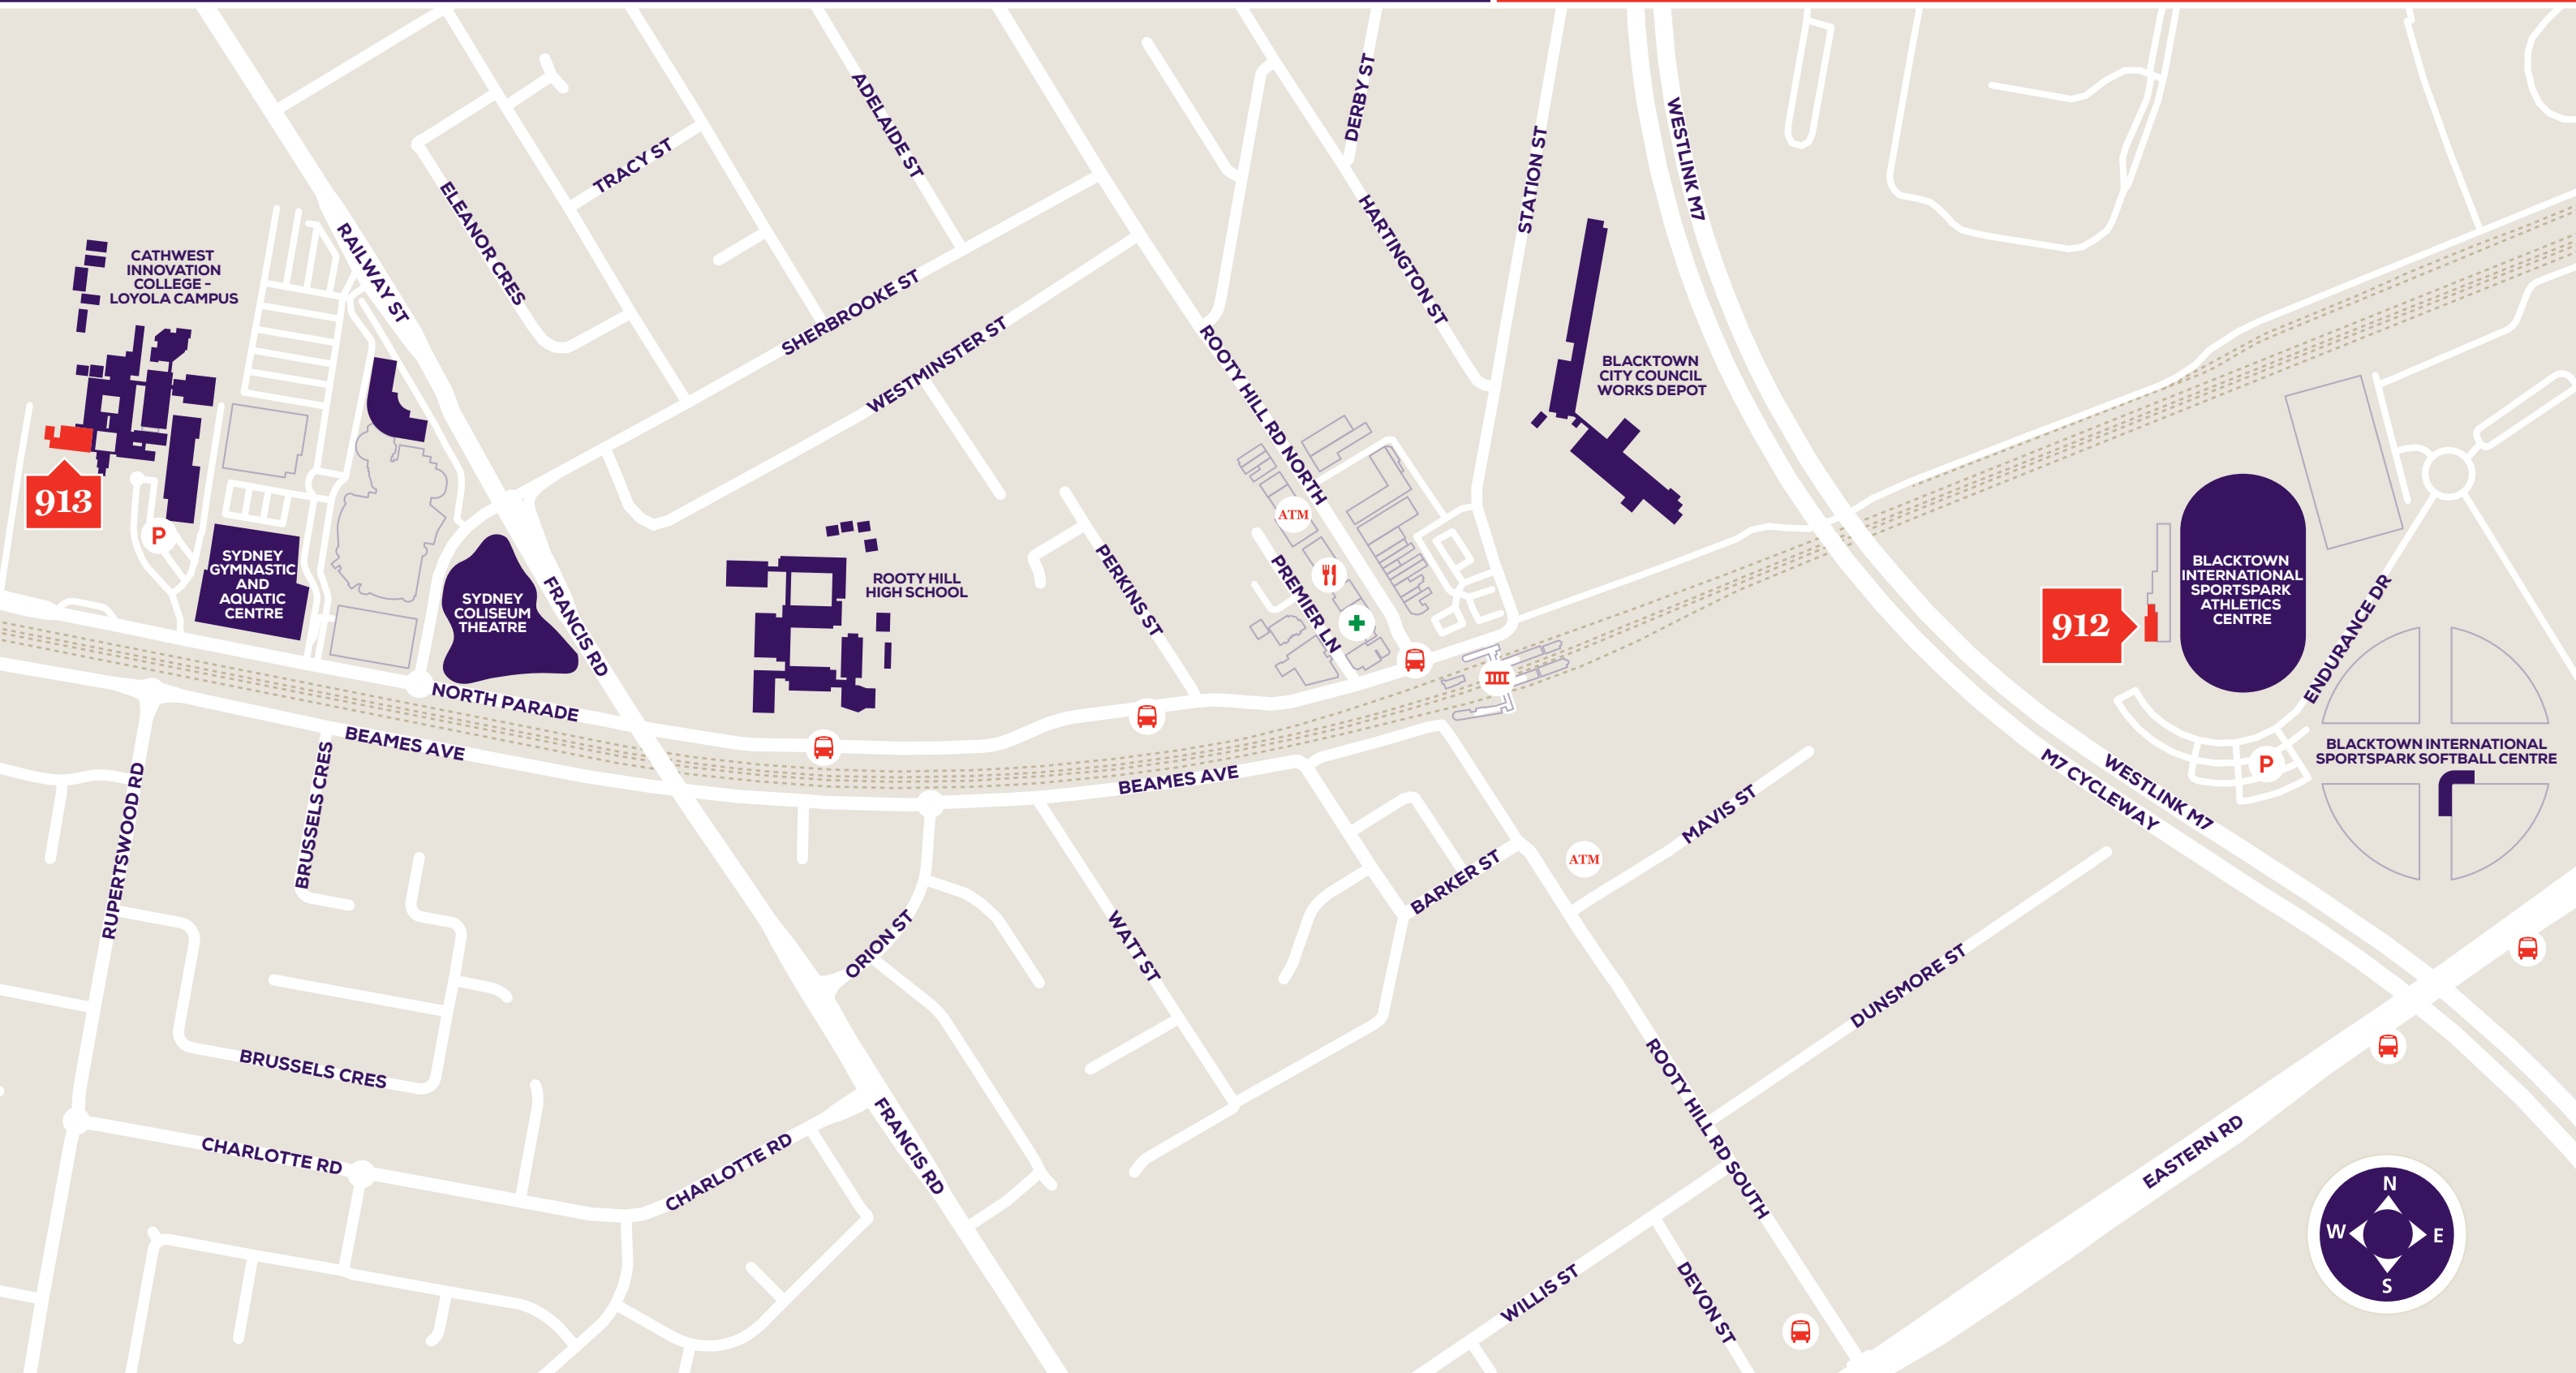 DERBY ST
ADELAIDE ST
WESTLINK M7
STATION ST
TRACY ST
ELEANOR CRES
HARTINGTON ST
RAILWAY ST
CATHWEST
INNOVATION
COLLEGE -
LOYOLA CAMPUS
SHERBROOKE ST
WESTMINSTER ST
ROOTY HILL RD NORTH
BLACKTOWN
CITY COUNCIL
WORKS DEPOT
913
P
ATM
SYDNEY
GYMNASTIC
AND
AQUATIC
CENTRE
SYDNEY
COLISEUM
THEATRE
FRANCIS RD
ROOTY HILL
HIGH SCHOOL
PERKINS ST
PREMIER LN
912
BLACKTOWN
INTERNATIONAL
SPORTSPARK
ATHLETICS
CENTRE
ENDURANCE DR
NORTH PARADE
BEAMES AVE
BEAMES AVE
BLACKTOWN INTERNATIONAL
SPORTSPARK SOFTBALL CENTRE
P
WESTLINK M7
M7 CYCLEWAY
RUPERTSWOOD RD
BRUSSELS CRES
MAVIS ST
ATM
BARKER ST
ORION ST
WATT ST
DUNSMORE ST
BRUSSELS CRES
ROOTY HILL RD SOUTH
CHARLOTTE RD
CHARLOTTE RD
FRANCIS RD
EASTERN RD
WILLIS ST
DEVON ST
N
W
E
S